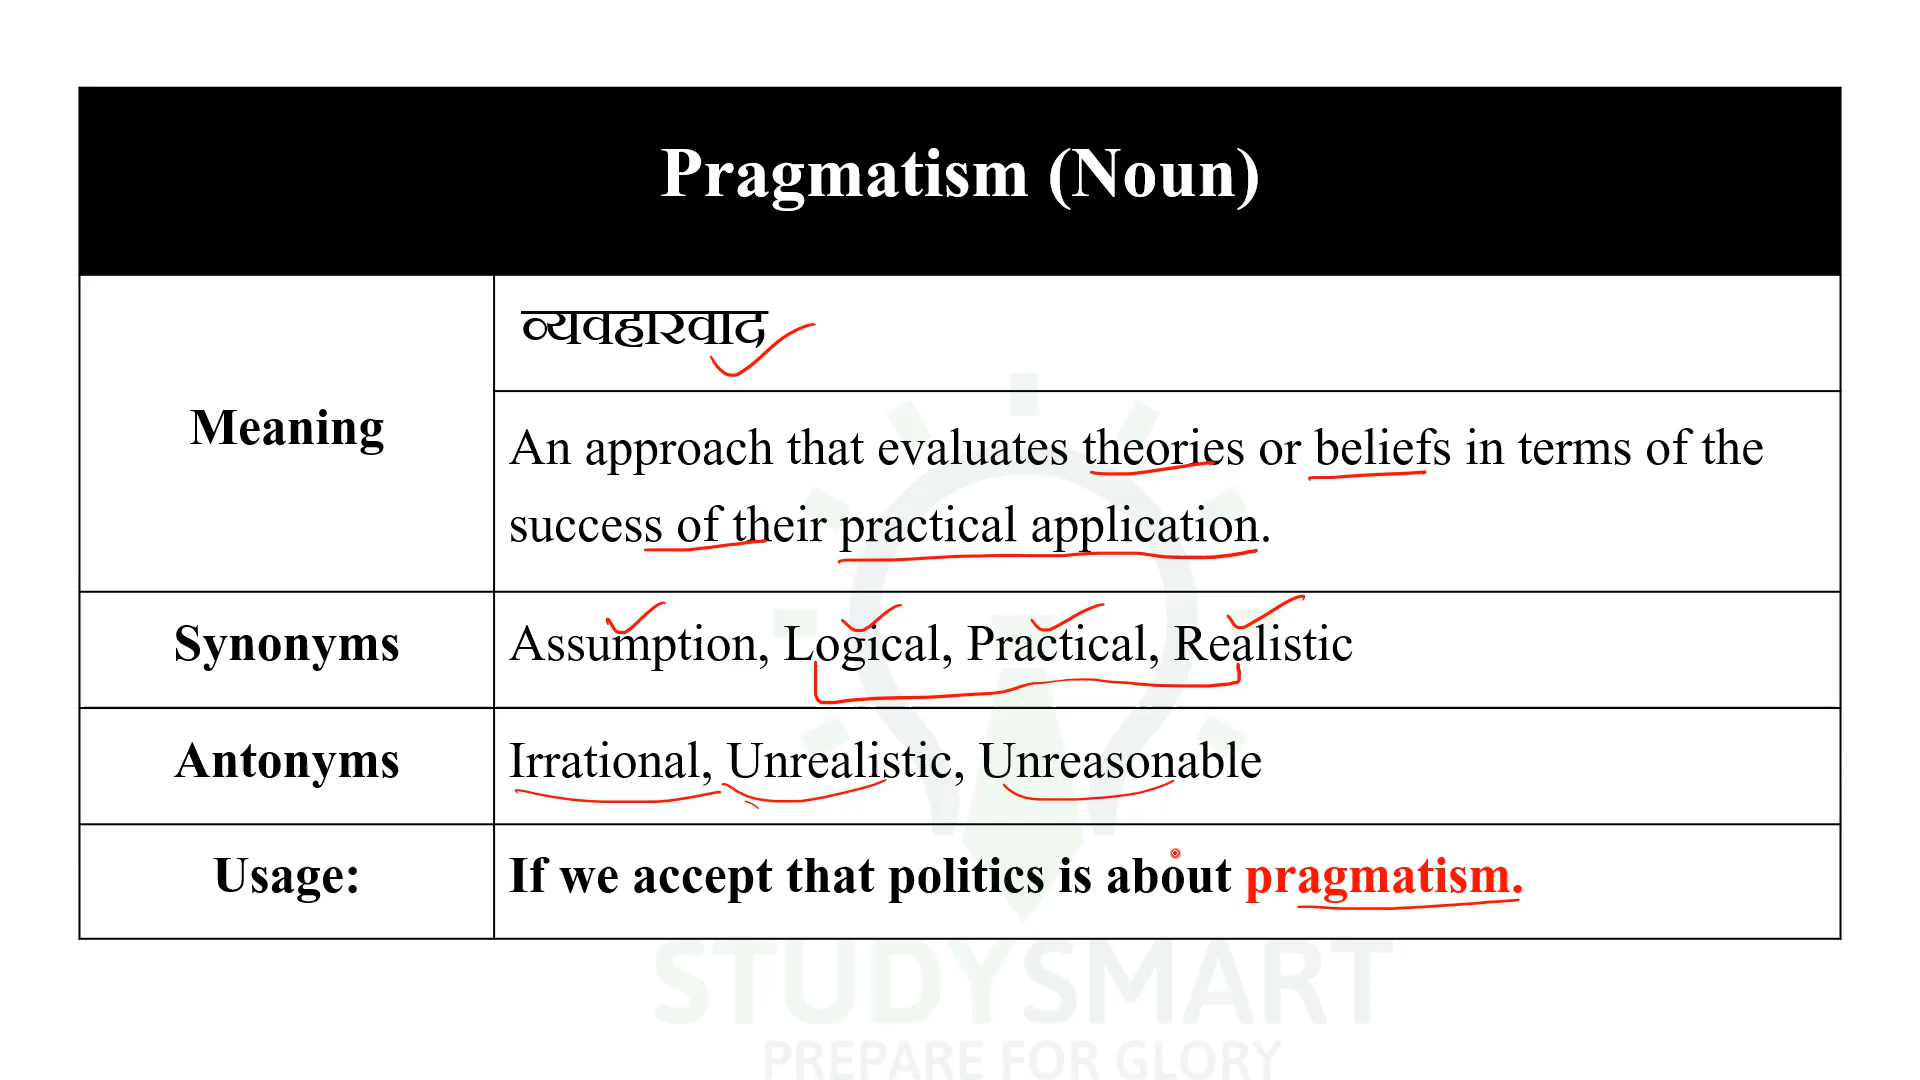 Pragmatism (Noun)
Meaning
व्यवहारवाद
An approach that evaluates theories or beliefs in terms of the
success of their practical application.
Synonyms
Assumption, Logical, Practical, Realistic
Antonyms
Irrational, Unrealistic, Unreasonable
Usage:
If we accept that politics is about pragmatism.
STUDYSMART
PREPARE FOR GLORY